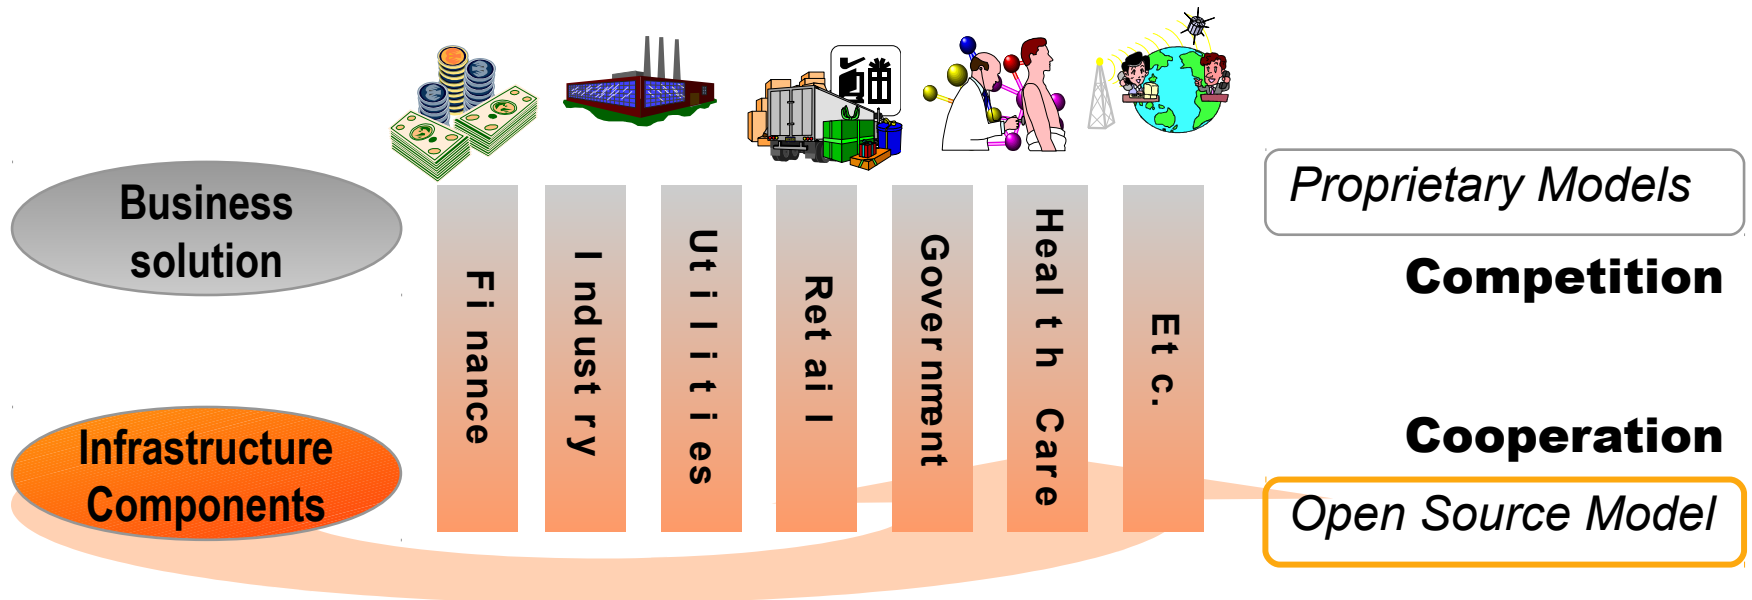 Business
solution
Infrastructure
Components
Finance
Industry
Utilities
Retail
Government
Health Care
Etc.
Proprietary Models
Competition
Cooperation
Open Source Model